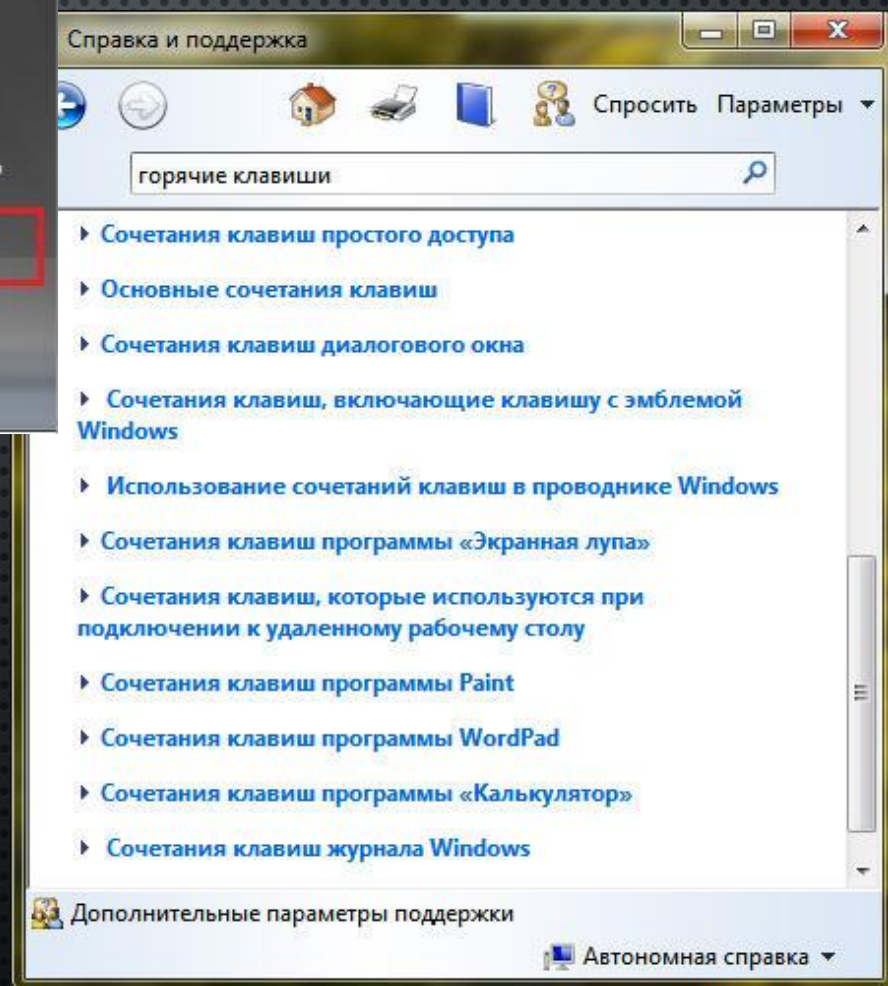 Справка и поддержка
Спросить Параметры
горячие клавиши
Сочетания клавиш простого доступа
Основные сочетания клавиш
Сочетания клавиш диалогового окна
Сочетания клавиш, включающие клавишу с эмблемой
Windows
Использование сочетаний клавиш в проводнике Windows
Сочетания клавиш программы «Экранная лупа»
Сочетания клавиш, которые используются при
подключении к удаленному рабочему столу
Сочетания клавиш программы Paint
Сочетания клавиш программы WordPad
Сочетания клавиш программы «Калькулятор»
Сочетания клавиш журнала Windows
Дополнительные параметры поддержки
Автономная справка